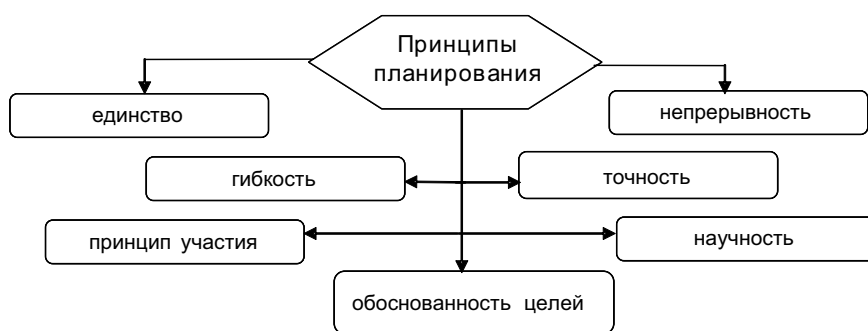 Принципы
планирования
единство
непрерывность
гибкость
точность
принцип участия
научность
обоснованность целей